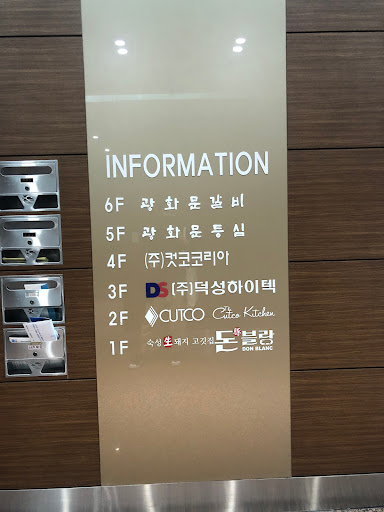 INFORMATION
6F 광화문갈비
5F 광화문등심
4F (주)컷코코리아
3F DS (주)덕성하이텍
2F CUTCO Cutco Kitchen
1F 숙성 生 돼지 고깃집 돈블랑 DON BLANC